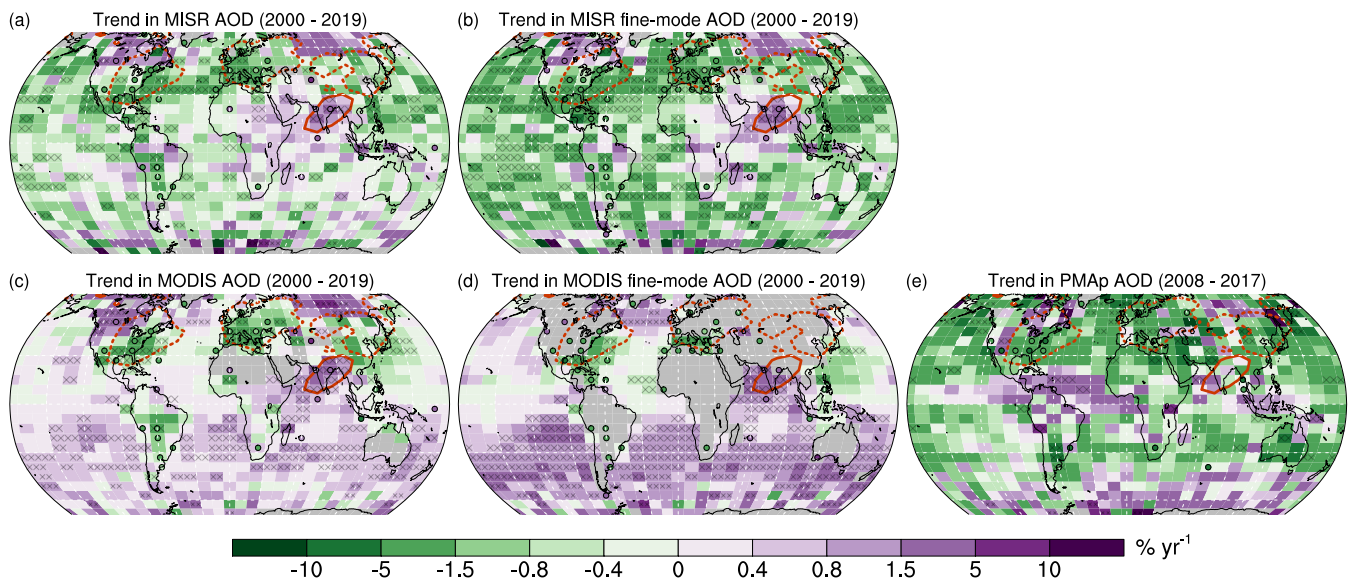 (a) Trend in MISR AOD (2000 - 2019)
(b) Trend in MISR fine-mode AOD (2000 - 2019)
(c) Trend in MODIS AOD (2000 - 2019)
(d) Trend in MODIS fine-mode AOD (2000 - 2019)
(e) Trend in PMAp AOD (2008 - 2017)
-10 -5 -1.5 -0.8 -0.4 0 0.4 0.8 1.5 5 10 % yr⁻¹